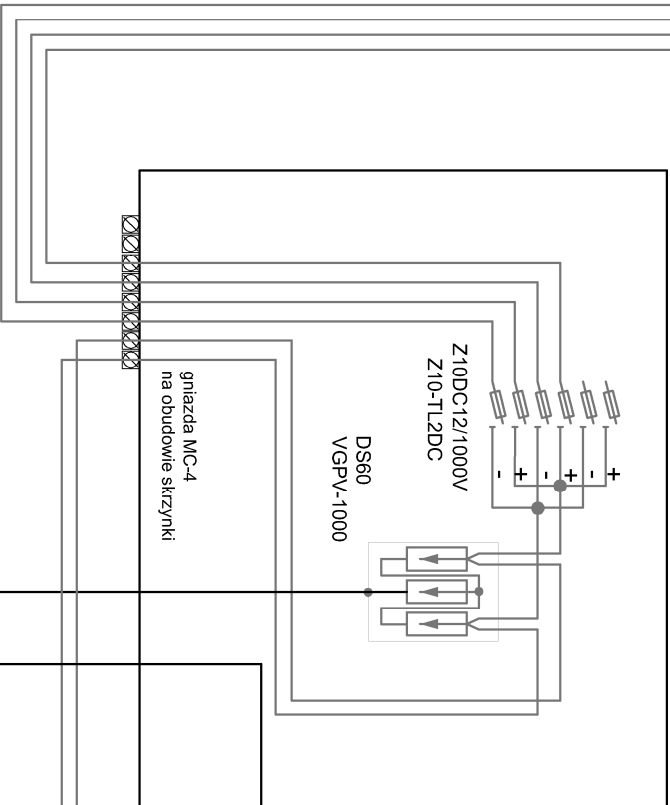 Z10DC12/1000V
Z10-TL2DC
- + - + - +
DS60
VGPV-1000
gniazda MC-4
na obudowie skrzynki